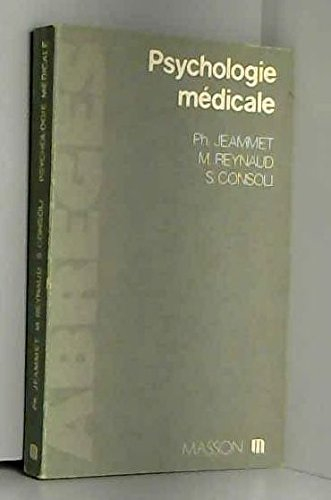 Psychologie
médicale
Ph. JEAMMET
M. REYNAUD
S. CONSOLI
ABRÉGÉS
MASSON
Ph. JEAMMET M. REYNAUD S. CONSOLI PSYCHOLOGIE MÉDICALE